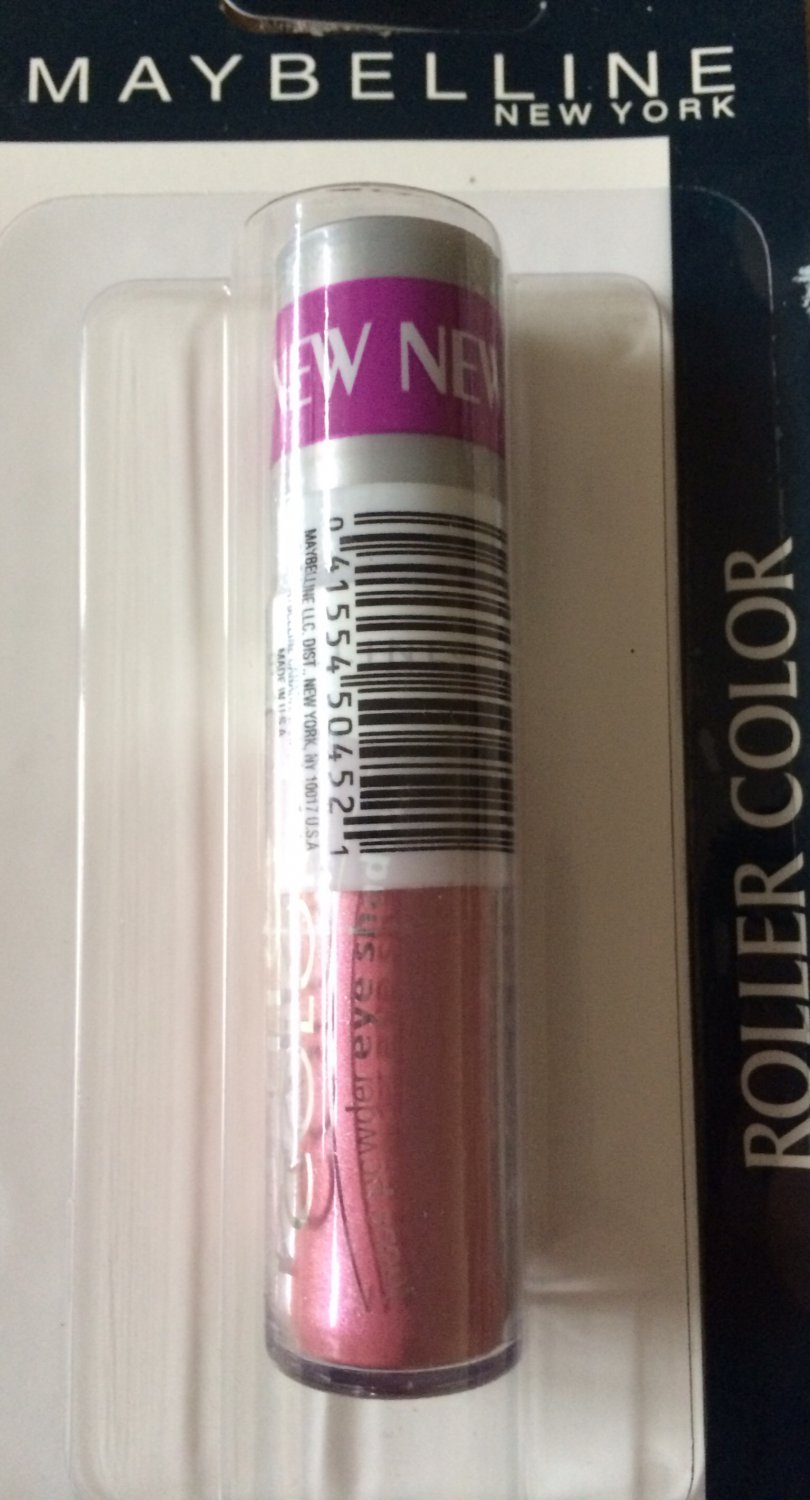 MAYBELLINE
NEW YORK
NEW NEW
0 41554 50452 1
MAYBELLINE LLC, DIST., NEW YORK, NY 10017 U.S.A
MADE IN U.S.A
powder eye shad
ROLLER COLOR